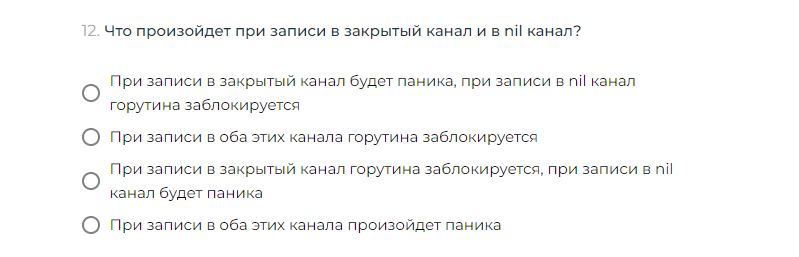 12. Что произойдет при записи в закрытый канал и в nil канал?
При записи в закрытый канал будет паника, при записи в nil канал
горутина заблокируется
При записи в оба этих канала горутина заблокируется
При записи в закрытый канал горутина заблокируется, при записи в nil
канал будет паника
При записи в оба этих канала произойдет паника